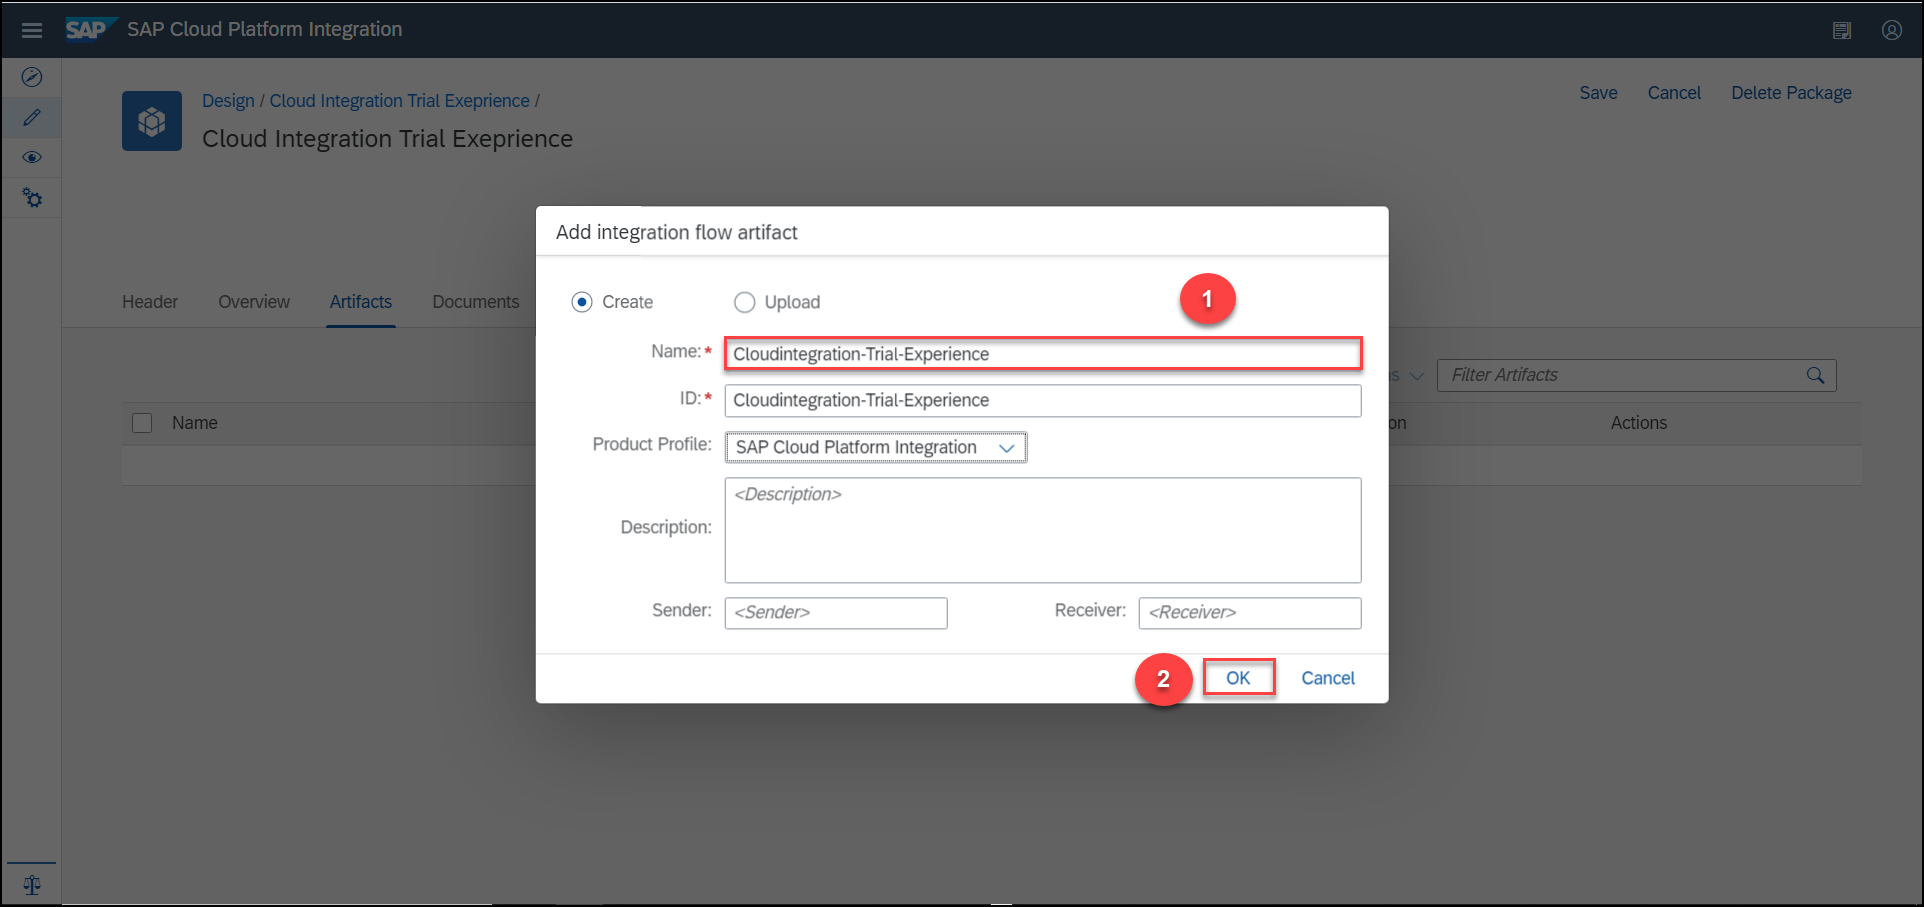 SAP SAP Cloud Platform Integration
Design / Cloud Integration Trial Exeprience /
Save Cancel Delete Package
Cloud Integration Trial Exeprience
Add integration flow artifact
Header Overview Artifacts Documents
Create Upload
1
Name:* Cloudintegration-Trial-Experience
Filter Artifacts
ID:* Cloudintegration-Trial-Experience
Name Actions
Product Profile: SAP Cloud Platform Integration
<Description>
Description:
Sender: <Sender> Receiver: <Receiver>
2 OK Cancel